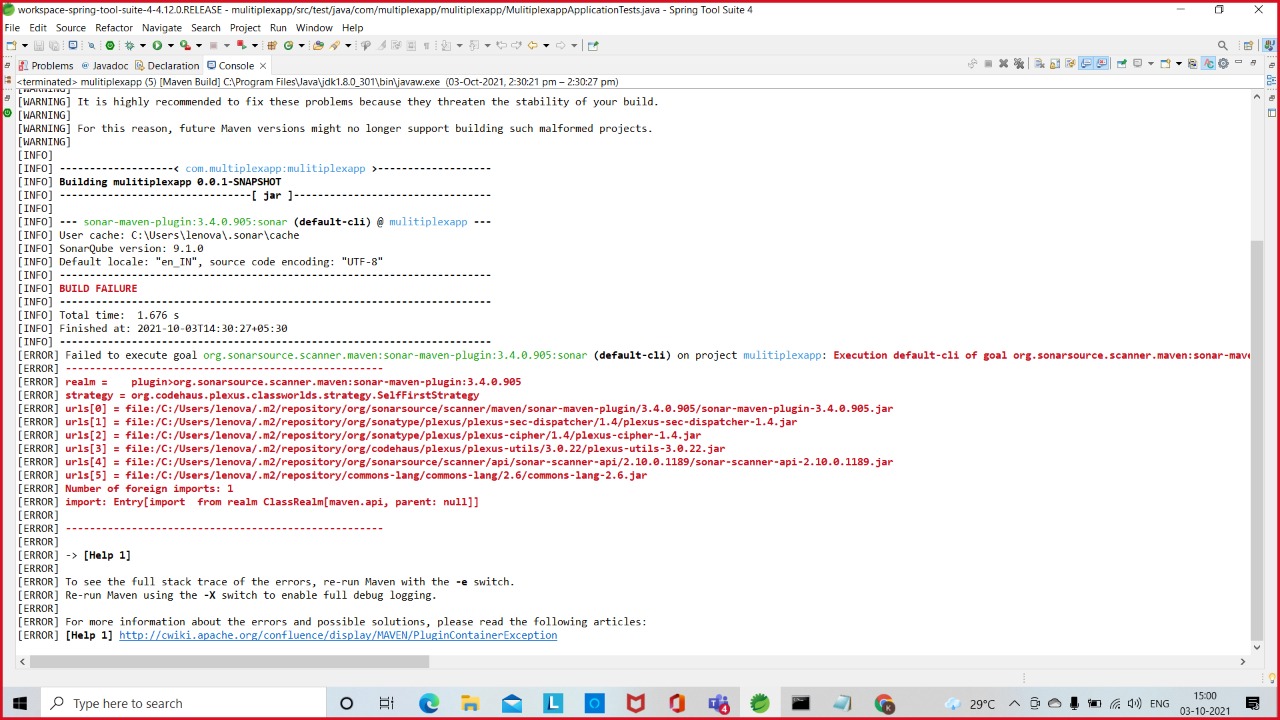 workspace-spring-tool-suite-4-4.12.0.RELEASE - mulitiplexapp/src/test/java/com/multiplexapp/mulitiplexapp/MulitiplexappApplicationTests.java - Spring Tool Suite 4
File Edit Source Refactor Navigate Search Project Run Window Help
Problems @ Javadoc Declaration Console
<terminated> mulitiplexapp (5) [Maven Build] C:\Program Files\Java\jdk1.8.0_301\bin\javaw.exe (03-Oct-2021, 2:30:21 pm – 2:30:27 pm)
[WARNING]
[WARNING] It is highly recommended to fix these problems because they threaten the stability of your build.
[WARNING]
[WARNING] For this reason, future Maven versions might no longer support building such malformed projects.
[WARNING]
[INFO]
[INFO] -------------------< com.multiplexapp:mulitiplexapp >-------------------
[INFO] Building mulitiplexapp 0.0.1-SNAPSHOT
[INFO] --------------------------------[ jar ]---------------------------------
[INFO]
[INFO] --- sonar-maven-plugin:3.4.0.905:sonar (default-cli) @ mulitiplexapp ---
[INFO] User cache: C:\Users\lenova\.sonar\cache
[INFO] SonarQube version: 9.1.0
[INFO] Default locale: "en_IN", source code encoding: "UTF-8"
[INFO] ------------------------------------------------------------------------
[INFO] BUILD FAILURE
[INFO] ------------------------------------------------------------------------
[INFO] Total time:  1.676 s
[INFO] Finished at: 2021-10-03T14:30:27+05:30
[INFO] ------------------------------------------------------------------------
[ERROR] Failed to execute goal org.sonarsource.scanner.maven:sonar-maven-plugin:3.4.0.905:sonar (default-cli) on project mulitiplexapp: Execution default-cli of goal org.sonarsource.scanner.maven:sonar-mave
[ERROR] -----------------------------------------------------
[ERROR] realm =    plugin>org.sonarsource.scanner.maven:sonar-maven-plugin:3.4.0.905
[ERROR] strategy = org.codehaus.plexus.classworlds.strategy.SelfFirstStrategy
[ERROR] urls[0] = file:/C:/Users/lenova/.m2/repository/org/sonarsource/scanner/maven/sonar-maven-plugin/3.4.0.905/sonar-maven-plugin-3.4.0.905.jar
[ERROR] urls[1] = file:/C:/Users/lenova/.m2/repository/org/sonatype/plexus/plexus-sec-dispatcher/1.4/plexus-sec-dispatcher-1.4.jar
[ERROR] urls[2] = file:/C:/Users/lenova/.m2/repository/org/sonatype/plexus/plexus-cipher/1.4/plexus-cipher-1.4.jar
[ERROR] urls[3] = file:/C:/Users/lenova/.m2/repository/org/codehaus/plexus/plexus-utils/3.0.22/plexus-utils-3.0.22.jar
[ERROR] urls[4] = file:/C:/Users/lenova/.m2/repository/org/sonarsource/scanner/api/sonar-scanner-api/2.10.0.1189/sonar-scanner-api-2.10.0.1189.jar
[ERROR] urls[5] = file:/C:/Users/lenova/.m2/repository/commons-lang/commons-lang/2.6/commons-lang-2.6.jar
[ERROR] Number of foreign imports: 1
[ERROR] import: Entry[import  from realm ClassRealm[maven.api, parent: null]]
[ERROR]
[ERROR] -----------------------------------------------------
[ERROR]
[ERROR] -> [Help 1]
[ERROR]
[ERROR] To see the full stack trace of the errors, re-run Maven with the -e switch.
[ERROR] Re-run Maven using the -X switch to enable full debug logging.
[ERROR]
[ERROR] For more information about the errors and possible solutions, please read the following articles:
[ERROR] [Help 1] http://cwiki.apache.org/confluence/display/MAVEN/PluginContainerException
Type here to search
29°C
ENG
15:00
03-10-2021